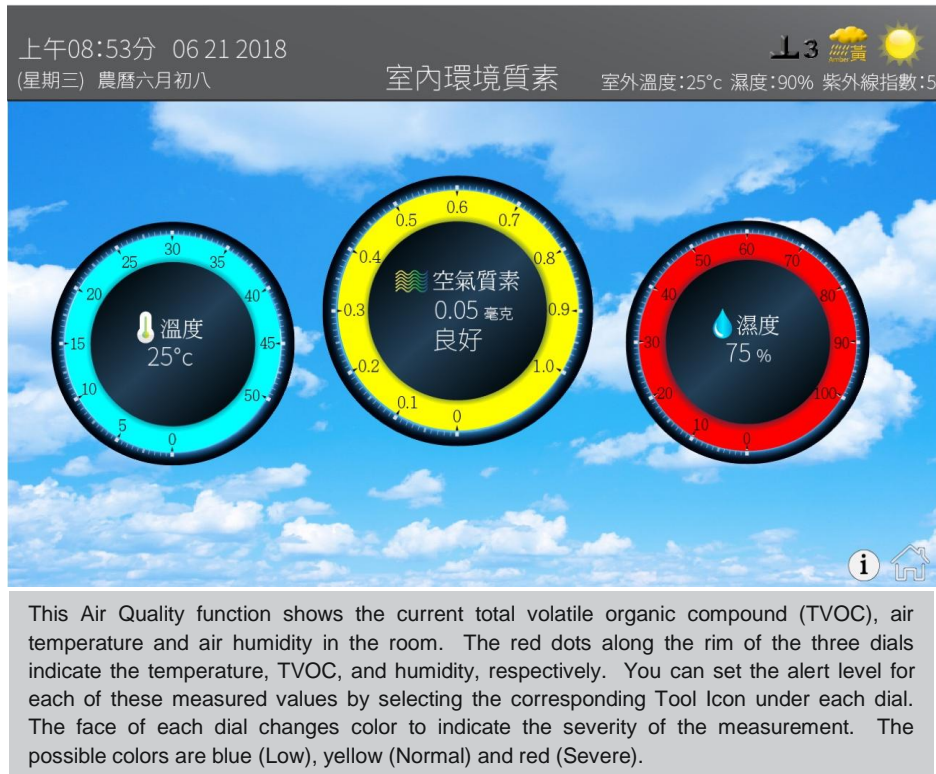 上午08:53分 06 21 2018
⊥3 黃
Amber
(星期三) 農曆六月初八
室內環境質素
室外溫度:25°c 濕度:90% 紫外線指數:5
0 5 10 15 20 25 30 35 40 45 50
溫度
25°c
0 0.1 0.2 0.3 0.4 0.5 0.6 0.7 0.8 0.9 1.0
空氣質素
0.05 毫克
良好
0 10 20 30 40 50 60 70 80 90 100
濕度
75 %
i
This Air Quality function shows the current total volatile organic compound (TVOC), air
temperature and air humidity in the room. The red dots along the rim of the three dials
indicate the temperature, TVOC, and humidity, respectively. You can set the alert level for
each of these measured values by selecting the corresponding Tool Icon under each dial.
The face of each dial changes color to indicate the severity of the measurement. The
possible colors are blue (Low), yellow (Normal) and red (Severe).